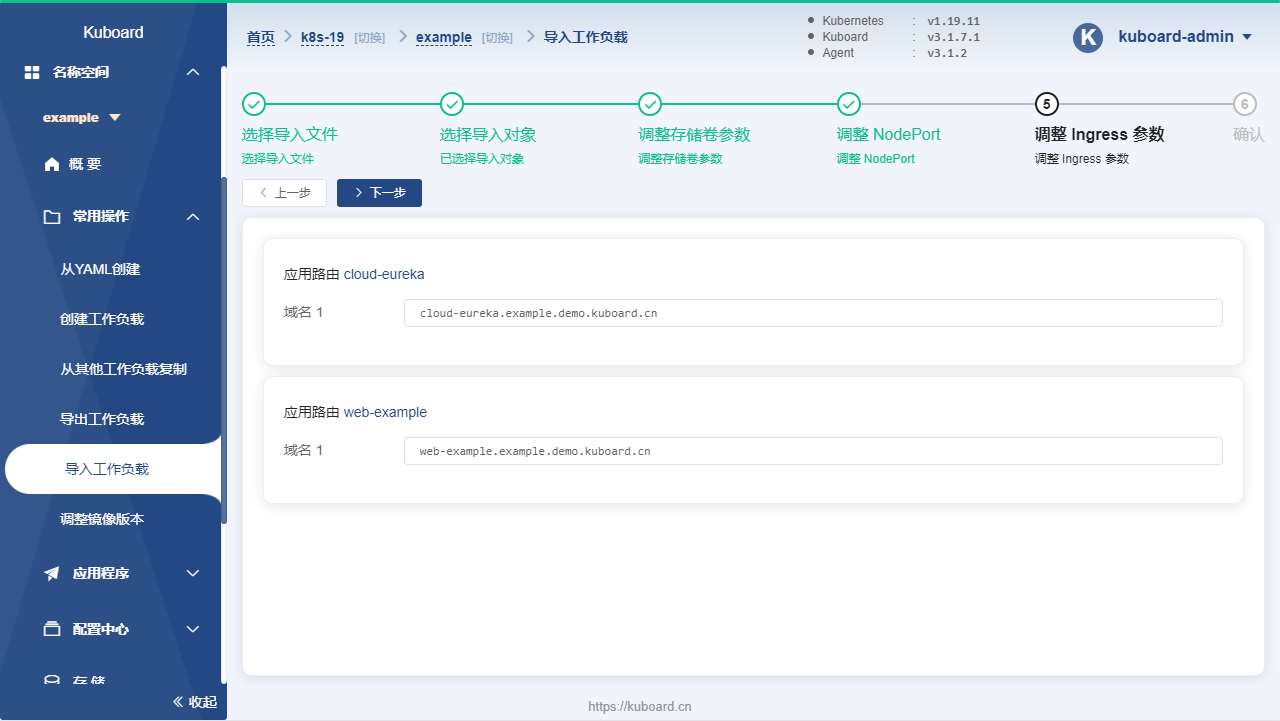 Kuboard
名称空间
example
概 要
常用操作
从YAML创建
创建工作负载
从其他工作负载复制
导出工作负载
导入工作负载
调整镜像版本
应用程序
配置中心
存 储
收起
首页 k8s-19 [切换] example [切换] 导入工作负载
Kubernetes : v1.19.11
Kuboard : v3.1.7.1
Agent : v3.1.2
K kuboard-admin
5 6
选择导入文件 选择导入对象 调整存储卷参数 调整 NodePort 调整 Ingress 参数 确认
选择导入文件 已选择导入对象 调整存储卷参数 调整 NodePort 调整 Ingress 参数
上一步 下一步
应用路由 cloud-eureka
域名 1 cloud-eureka.example.demo.kuboard.cn
应用路由 web-example
域名 1 web-example.example.demo.kuboard.cn
https://kuboard.cn